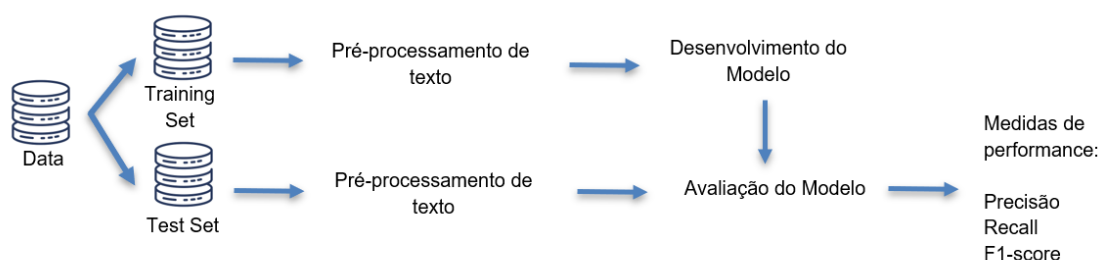 Data
Training
Set
Pré-processamento de
texto
Desenvolvimento do
Modelo
Test Set
Pré-processamento de
texto
Avaliação do Modelo
Medidas de
performance:
Precisão
Recall
F1-score